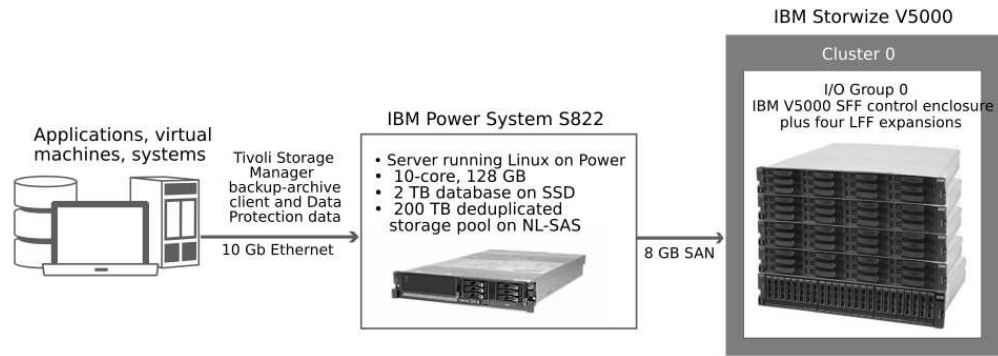 IBM Storwize V5000
Cluster 0
I/O Group 0
IBM V5000 SFF control enclosure
plus four LFF expansions
IBM Power System S822
• Server running Linux on Power
• 10-core, 128 GB
• 2 TB database on SSD
• 200 TB deduplicated
storage pool on NL-SAS
Applications, virtual
machines, systems
Tivoli Storage
Manager
backup-archive
client and Data
Protection data
10 Gb Ethernet
8 GB SAN